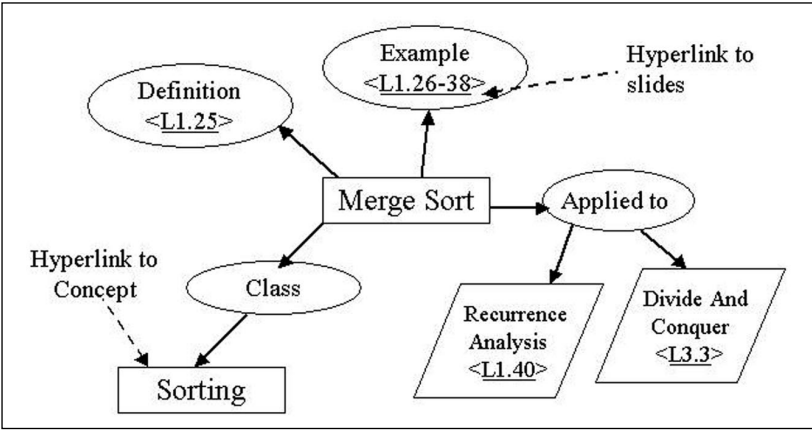 Example
<L1.26-38>
Hyperlink to
slides
Definition
<L1.25>
Merge Sort
Applied to
Hyperlink to
Concept
Class
Recurrence
Analysis
<L1.40>
Divide And
Conquer
<L3.3>
Sorting